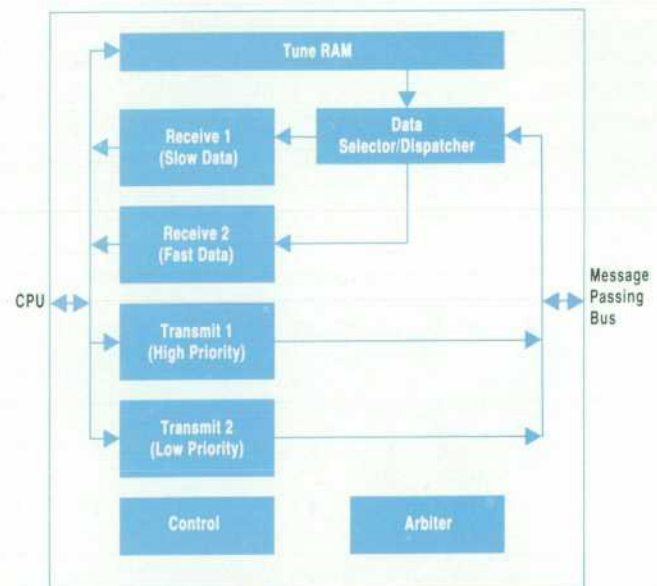 Tune RAM
Receive 1
(Slow Data)
Data
Selector/Dispatcher
Receive 2
(Fast Data)
CPU
Message
Passing
Bus
Transmit 1
(High Priority)
Transmit 2
(Low Priority)
Control
Arbiter